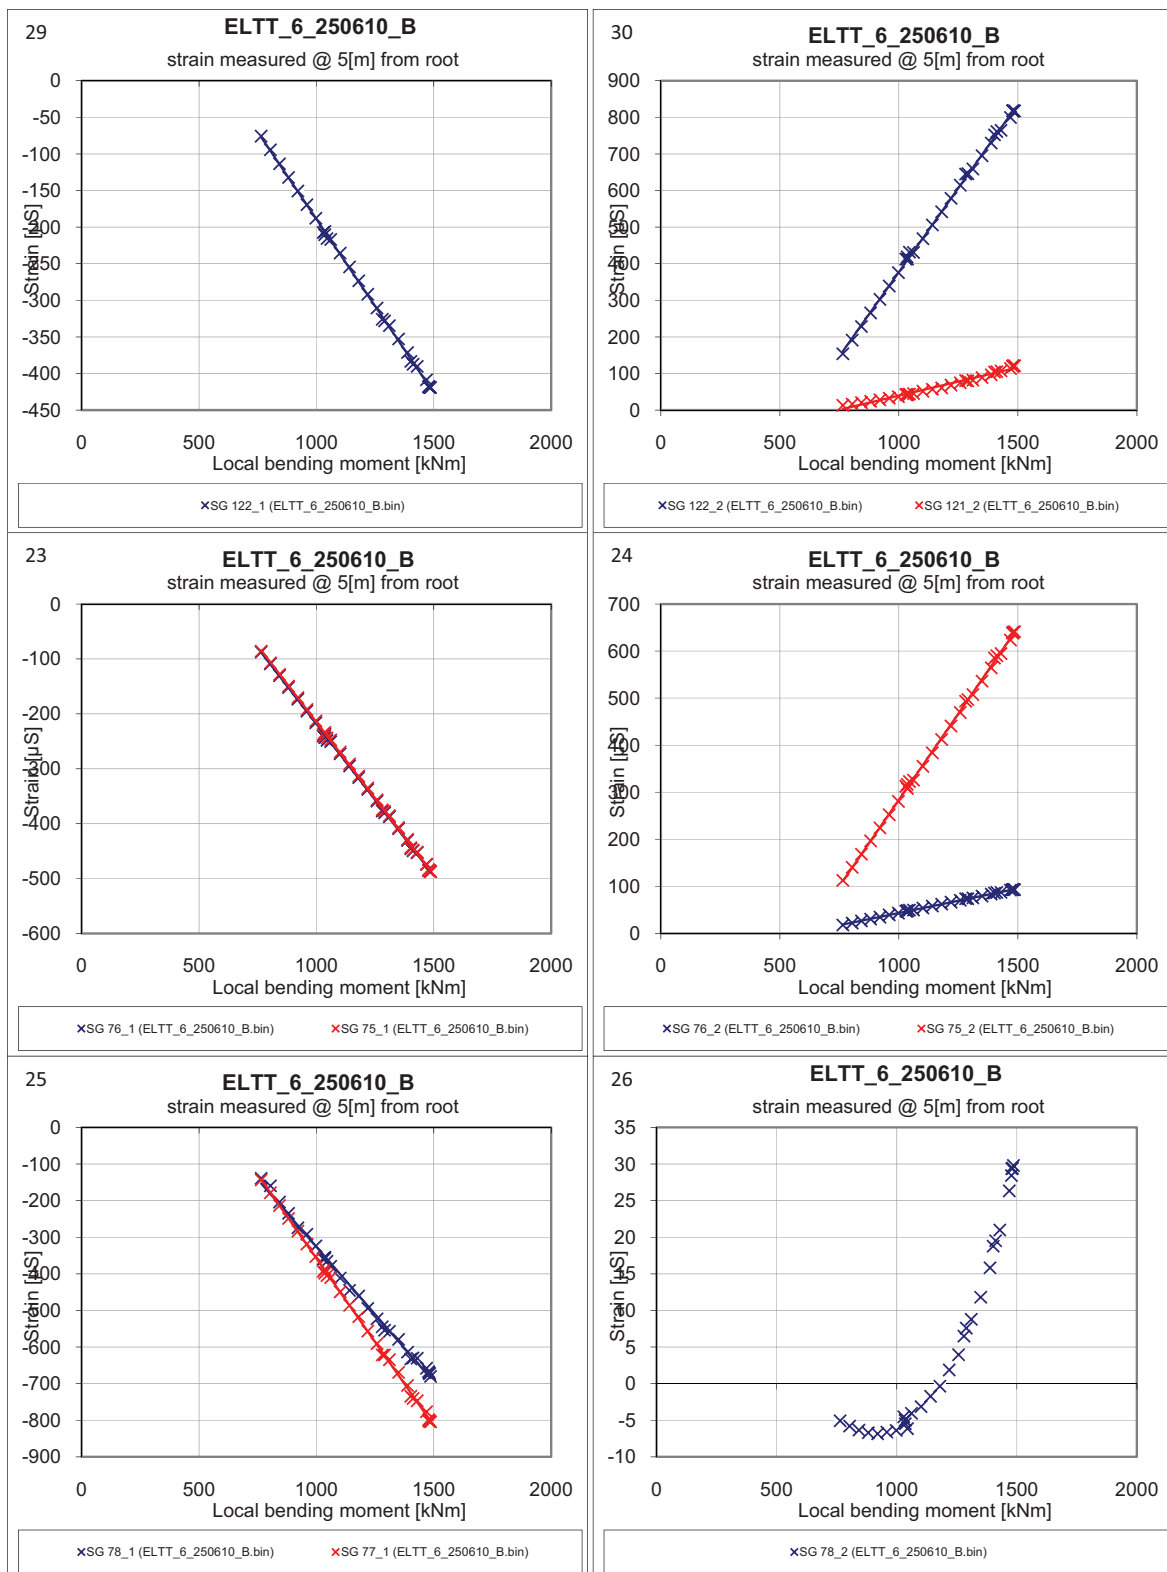 29
ELTT_6_250610_B
strain measured @ 5[m] from root
0
-50
-100
-150
-200
-250
-300
-350
-400
-450
Strain [µS]
0 500 1000 1500 2000
Local bending moment [kNm]
SG 122_1 (ELTT_6_250610_B.bin)
30
ELTT_6_250610_B
strain measured @ 5[m] from root
900
800
700
600
500
400
300
200
100
0
Strain [µS]
0 500 1000 1500 2000
Local bending moment [kNm]
SG 122_2 (ELTT_6_250610_B.bin) SG 121_2 (ELTT_6_250610_B.bin)
23
ELTT_6_250610_B
strain measured @ 5[m] from root
0
-100
-200
-300
-400
-500
-600
Strain [µS]
0 500 1000 1500 2000
Local bending moment [kNm]
SG 76_1 (ELTT_6_250610_B.bin) SG 75_1 (ELTT_6_250610_B.bin)
24
ELTT_6_250610_B
strain measured @ 5[m] from root
700
600
500
400
300
200
100
0
Strain [µS]
0 500 1000 1500 2000
Local bending moment [kNm]
SG 76_2 (ELTT_6_250610_B.bin) SG 75_2 (ELTT_6_250610_B.bin)
25
ELTT_6_250610_B
strain measured @ 5[m] from root
0
-100
-200
-300
-400
-500
-600
-700
-800
-900
Strain [µS]
0 500 1000 1500 2000
Local bending moment [kNm]
SG 78_1 (ELTT_6_250610_B.bin) SG 77_1 (ELTT_6_250610_B.bin)
26
ELTT_6_250610_B
strain measured @ 5[m] from root
35
30
25
20
15
10
5
0
-5
-10
Strain [µS]
0 500 1000 1500 2000
Local bending moment [kNm]
SG 78_2 (ELTT_6_250610_B.bin)